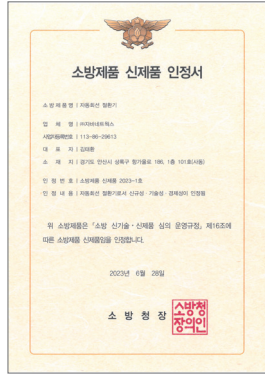 소방제품 신제품 인정서
소 방 제 품 명 | 자동회선 절환기
업 체 명 | ㈜자바네트웍스
사업자등록번호 | 113-86-29613
대 표 자 | 김태환
소 재 지 | 경기도 안산시 상록구 항가울로 186, 1층 101호(사동)
인 정 번 호 | 소방제품 신제품 2023-1호
인 정 내 용 | 자동회선 절환기로서 신규성·기술성·경제성이 인정됨
위 소방제품은 「소방 신기술·신제품 심의 운영규정」 제16조에
따른 소방제품 신제품임을 인정합니다.
2023년 6월 28일
소 방 청 장
소방청
장의인